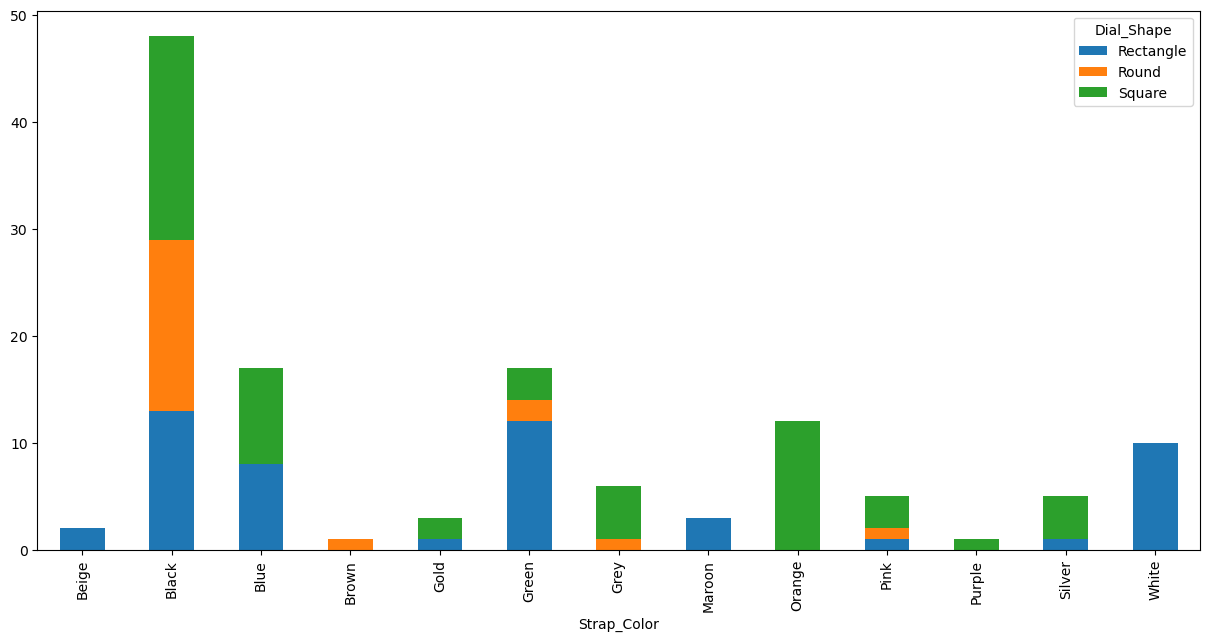 50
40
30
20
10
0
Dial_Shape
Rectangle
Round
Square
Beige
Black
Blue
Brown
Gold
Green
Grey
Maroon
Orange
Pink
Purple
Silver
White
Strap_Color